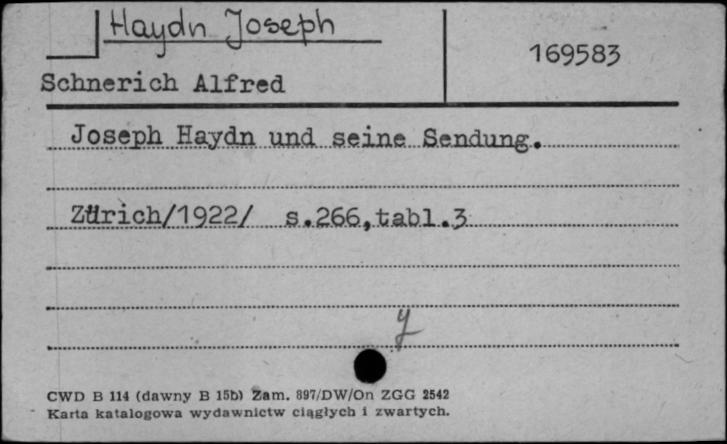 Haydn Joseph
169583
Schnerich Alfred
Joseph Haydn und seine Sendung.
Zürich/1922/ s.266,tabl.3
y
CWD B 114 (dawny B 15b) Zam. 897/DW/On ZGG 2542
Karta katalogowa wydawnictw ciągłych i zwartych.